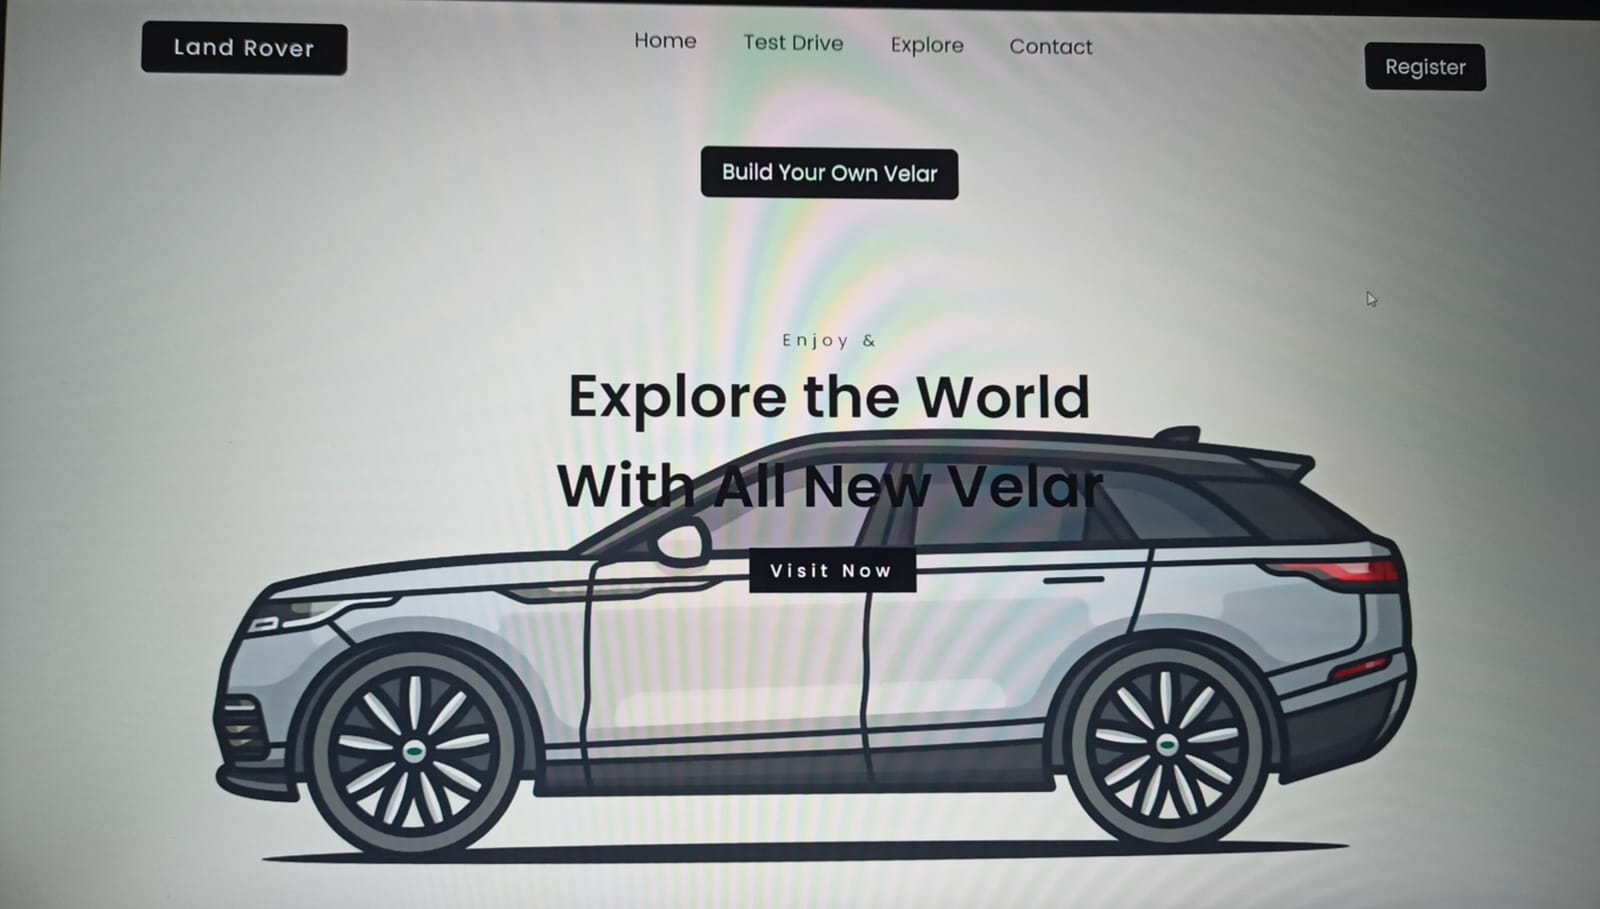 Land Rover
Home Test Drive Explore Contact
Register
Build Your Own Velar
Enjoy &
Explore the World
With All New Velar
Visit Now